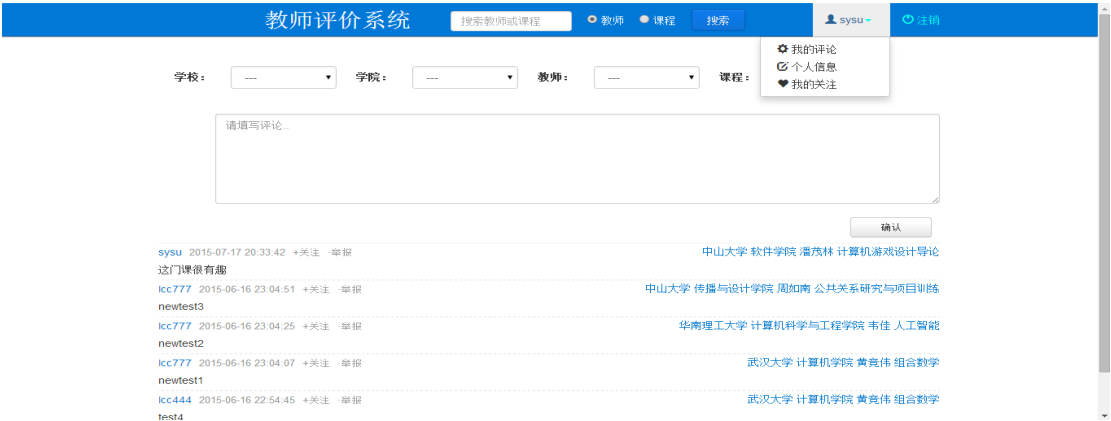 教师评价系统 搜索教师或课程 教师 课程 搜索 sysu 注销
我的评论
个人信息
我的关注
学校: --- 学院: --- 教师: --- 课程:
请填写评论..
确认
sysu 2015-07-17 20:33:42 +关注 -举报 中山大学 软件学院 潘茂林 计算机游戏设计导论
这门课很有趣
lcc777 2015-06-16 23:04:51 +关注 -举报 中山大学 传播与设计学院 周如南 公共关系研究与项目训练
newtest3
lcc777 2015-06-16 23:04:25 +关注 -举报 华南理工大学 计算机科学与工程学院 韦佳 人工智能
newtest2
lcc777 2015-06-16 23:04:07 +关注 -举报 武汉大学 计算机学院 黄竞伟 组合数学
newtest1
lcc444 2015-06-16 22:54:45 +关注 -举报 武汉大学 计算机学院 黄竞伟 组合数学
test4